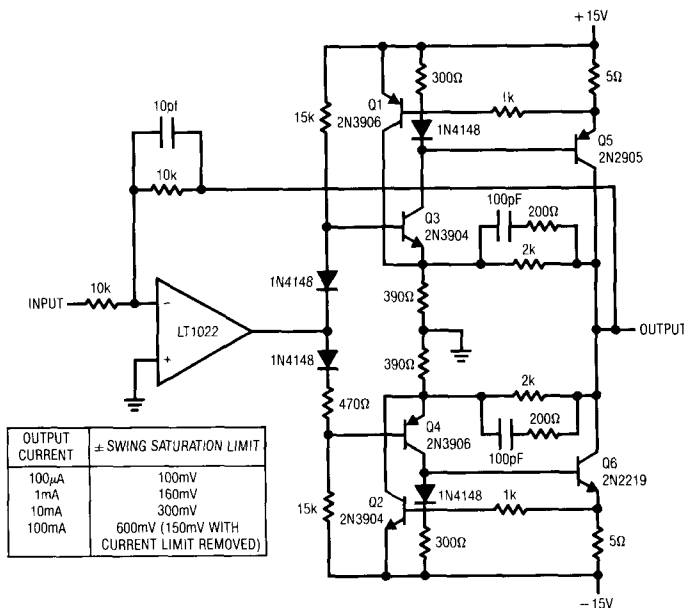 +15V
300Ω
5Ω
10pf
Q1
1k
15k
2N3906
1N4148
Q5
2N2905
10k
100pF
200Ω
Q3
2N3904
2k
1N4148
390Ω
INPUT
10k
−
LT1022
+
OUTPUT
1N4148
390Ω
2k
470Ω
200Ω
Q4
2N3906
100pF
Q6
2N2219
OUTPUT CURRENT
± SWING SATURATION LIMIT
100µA
100mV
1mA
160mV
10mA
300mV
100mA
600mV (150mV WITH
CURRENT LIMIT REMOVED)
Q2
1N4148
1k
15k
2N3904
300Ω
5Ω
−15V